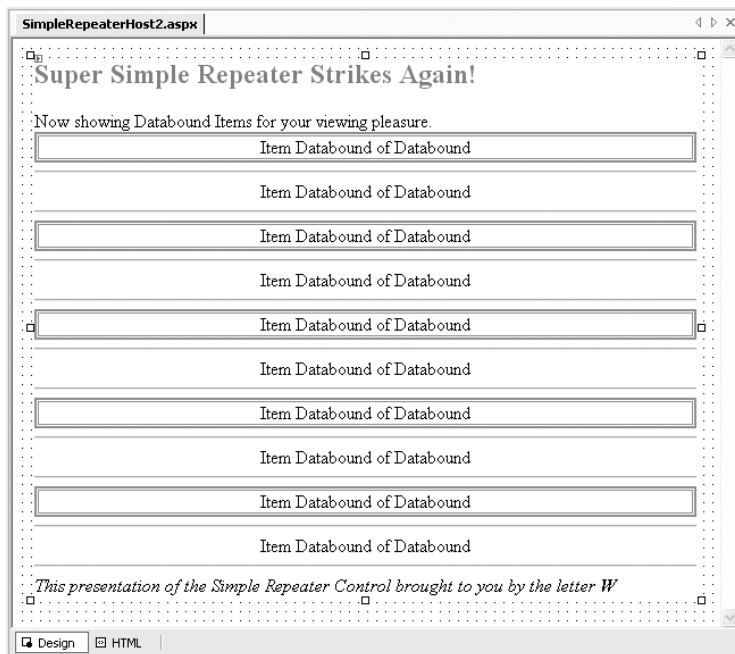 SimpleRepeaterHost2.aspx
Super Simple Repeater Strikes Again!
Now showing Databound Items for your viewing pleasure.
Item Databound of Databound
Item Databound of Databound
Item Databound of Databound
Item Databound of Databound
Item Databound of Databound
Item Databound of Databound
Item Databound of Databound
Item Databound of Databound
Item Databound of Databound
Item Databound of Databound
This presentation of the Simple Repeater Control brought to you by the letter W
Design HTML